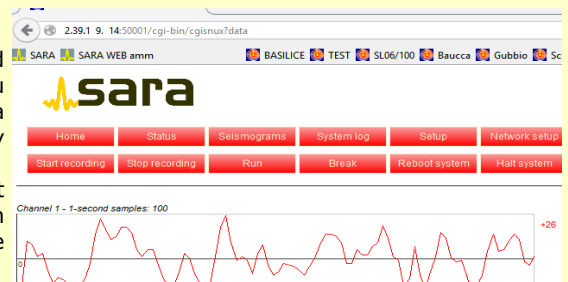 2.39.1 9. 14:50001/cgi-bin/cgisnux?data
SARA SARA WEB amm BASILICE TEST SL06/100 Baucca Gubbio Sc
sara
Home Status Seismograms System log Setup Network setup
Start recording Stop recording Run Break Reboot system Halt system
Channel 1 - 1-second samples: 100
+26
0